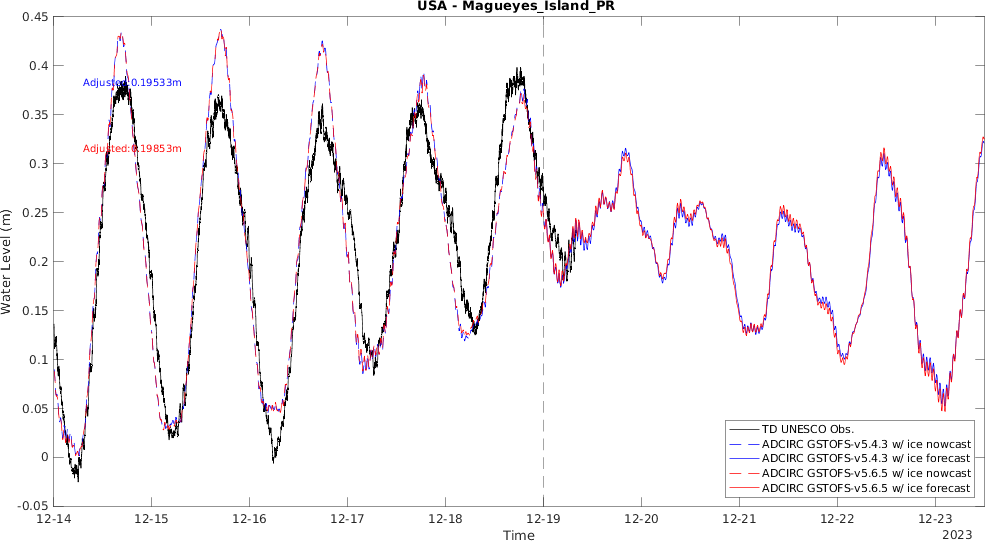 USA - Magueyes_Island_PR
0.45
0.4
0.35
0.3
0.25
0.2
0.15
0.1
0.05
0
-0.05
Water Level (m)
Adjusted: 0.19533m
Adjusted: 0.19853m
TD UNESCO Obs.
ADCIRC GSTOFS-v5.4.3 w/ ice nowcast
ADCIRC GSTOFS-v5.4.3 w/ ice forecast
ADCIRC GSTOFS-v5.6.5 w/ ice nowcast
ADCIRC GSTOFS-v5.6.5 w/ ice forecast
12-14 12-15 12-16 12-17 12-18 12-19 12-20 12-21 12-22 12-23
Time
2023